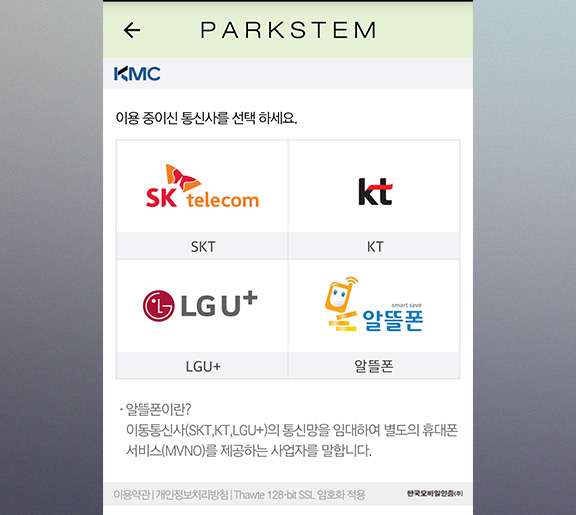 PARKSTEM
KMC
이용 중이신 통신사를 선택 하세요.
SK telecom
kt
SKT
KT
LG U+
smart save
알뜰폰
LGU+
알뜰폰
· 알뜰폰이란?
이동통신사(SKT,KT,LGU+)의 통신망을 임대하여 별도의 휴대폰
서비스(MVNO)를 제공하는 사업자를 말합니다.
이용약관 | 개인정보처리방침 | Thawte 128-bit SSL 암호화 적용
한국모바일인증(주)